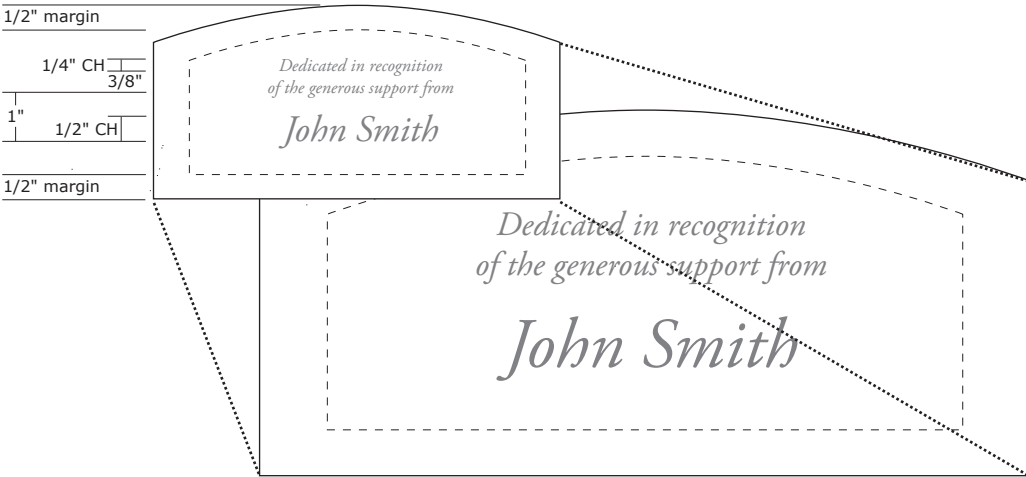 1/2" margin
1/4" CH
3/8"
1"
1/2" CH
1/2" margin
Dedicated in recognition
of the generous support from
John Smith
Dedicated in recognition
of the generous support from
John Smith